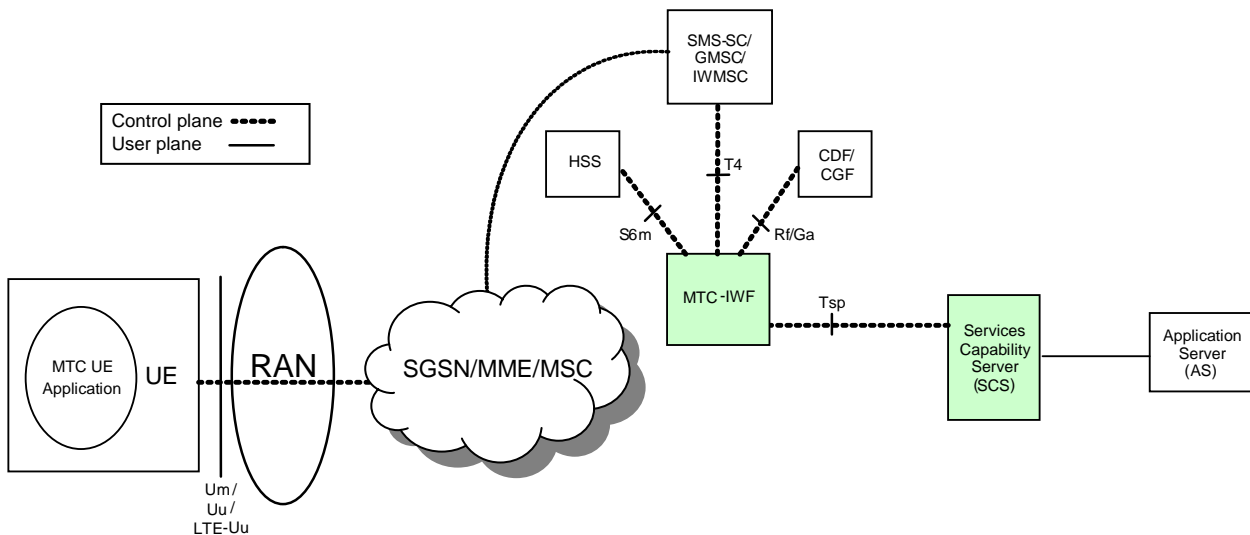 SMS-SC/
GMSC/
IWMSC
Control plane
User plane
HSS
T4
CDF/
CGF
S6m
Rf/Ga
MTC-IWF
Tsp
Services
Capability
Server
(SCS)
Application
Server
(AS)
MTC UE
Application
UE
RAN
SGSN/MME/MSC
Um/
Uu/
LTE-Uu